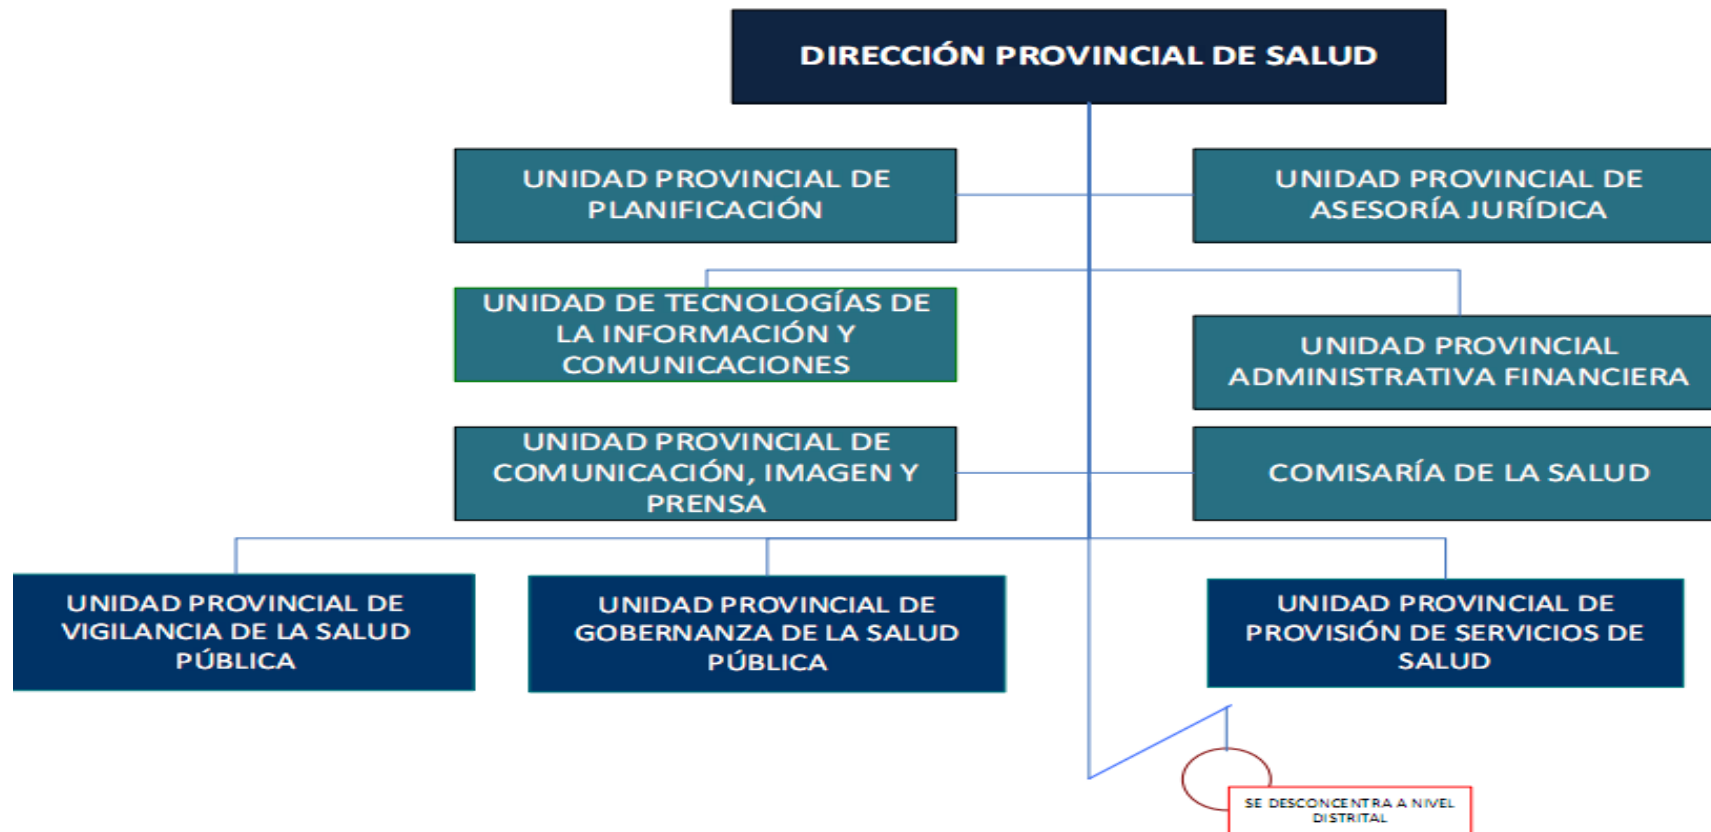 DIRECCIÓN PROVINCIAL DE SALUD
UNIDAD PROVINCIAL DE
PLANIFICACIÓN
UNIDAD PROVINCIAL DE
ASESORÍA JURÍDICA
UNIDAD DE TECNOLOGÍAS DE
LA INFORMACIÓN Y
COMUNICACIONES
UNIDAD PROVINCIAL
ADMINISTRATIVA FINANCIERA
UNIDAD PROVINCIAL DE
COMUNICACIÓN, IMAGEN Y
PRENSA
COMISARÍA DE LA SALUD
UNIDAD PROVINCIAL DE
VIGILANCIA DE LA SALUD
PÚBLICA
UNIDAD PROVINCIAL DE
GOBERNANZA DE LA SALUD
PÚBLICA
UNIDAD PROVINCIAL DE
PROVISIÓN DE SERVICIOS DE
SALUD
SE DESCONCENTRA A NIVEL
DISTRITAL